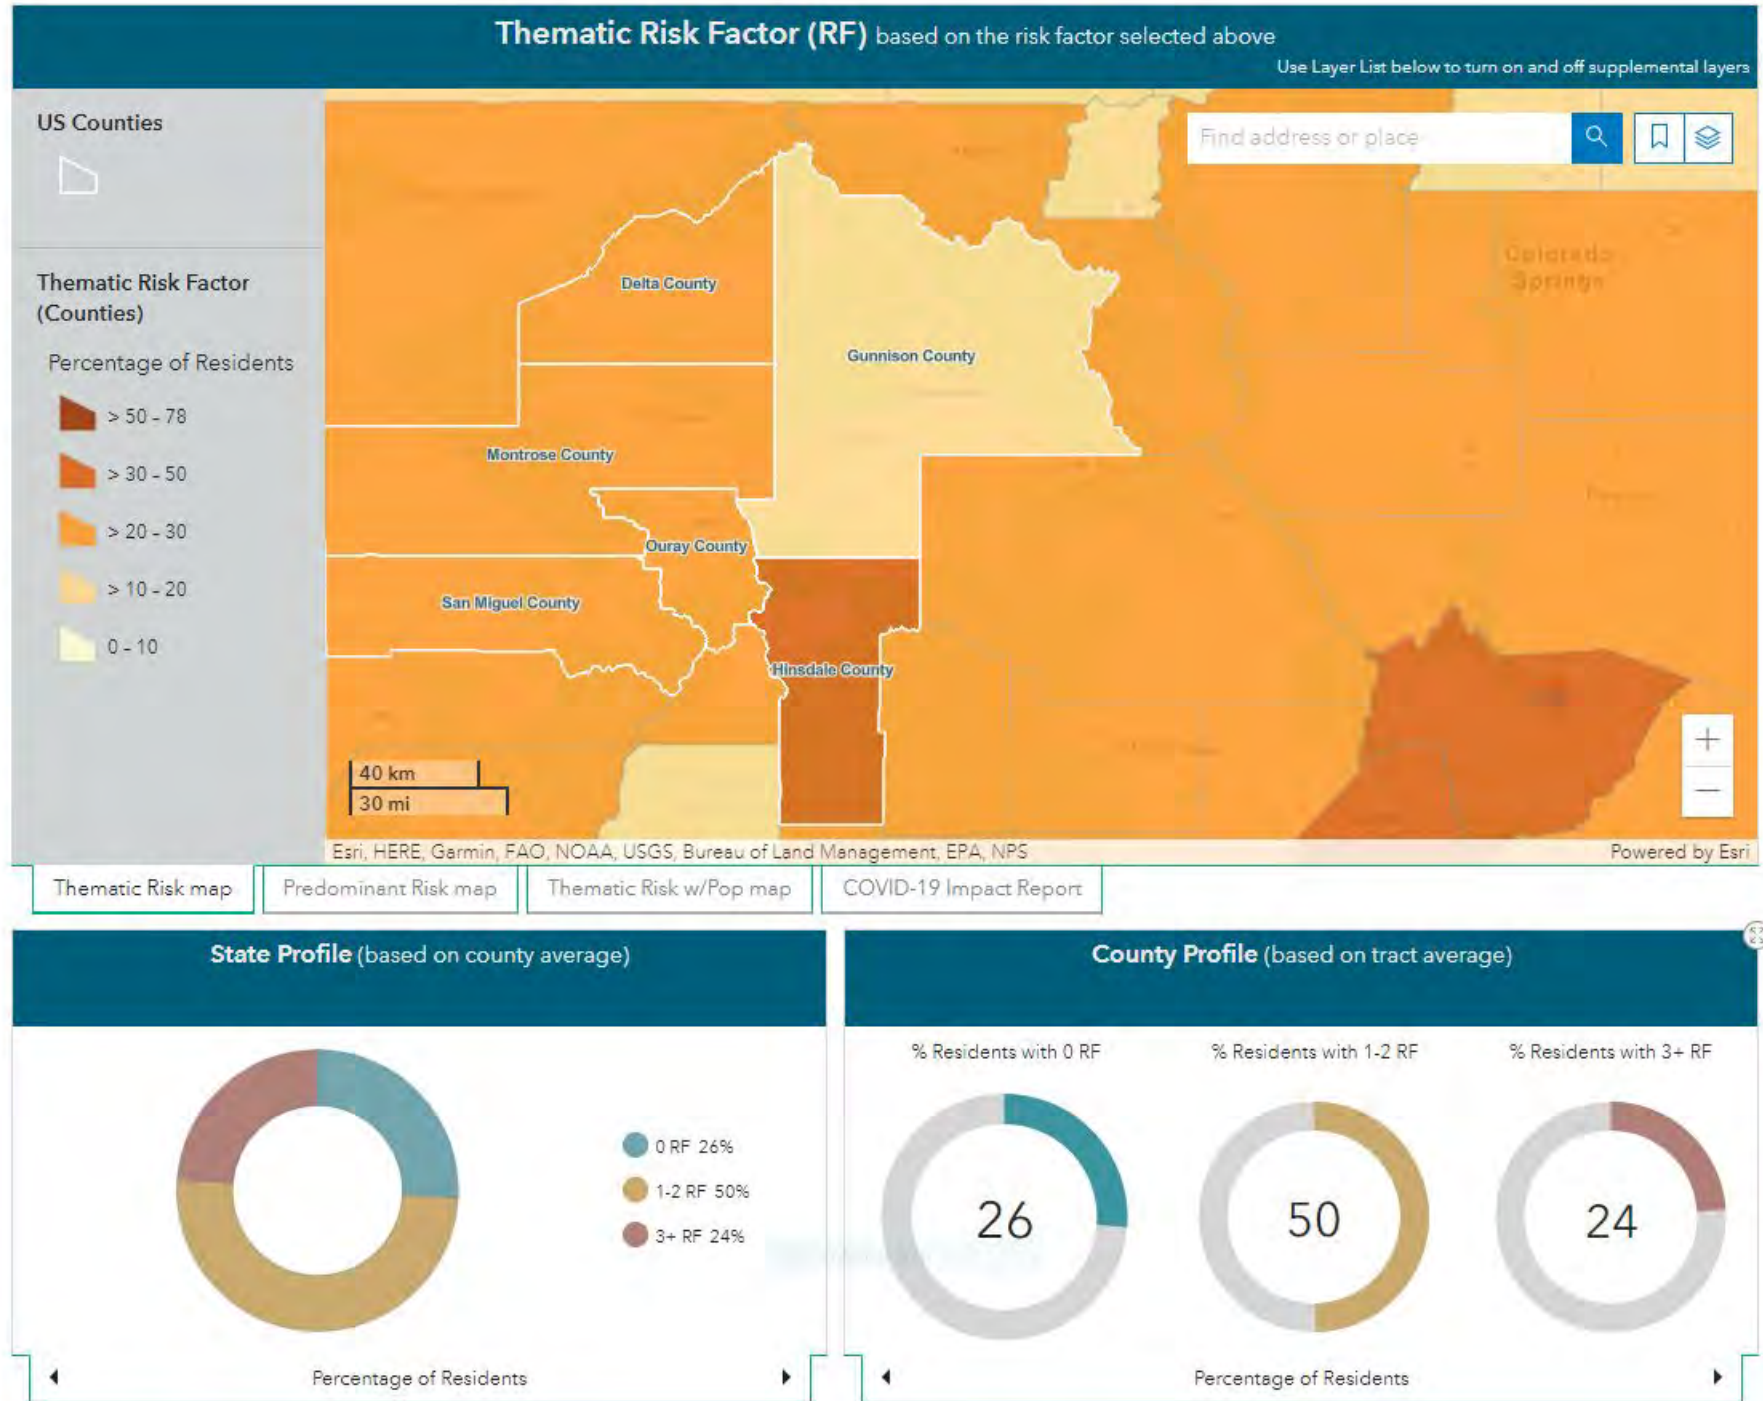 Thematic Risk Factor (RF) based on the risk factor selected above
Use Layer List below to turn on and off supplemental layers
US Counties
Thematic Risk Factor
(Counties)
Percentage of Residents
> 50 - 78
> 30 - 50
> 20 - 30
> 10 - 20
0 - 10
Find address or place
Colorado
Springs
Delta County
Gunnison County
Montrose County
Ouray County
San Miguel County
Hinsdale County
40 km
30 mi
Esri, HERE, Garmin, FAO, NOAA, USGS, Bureau of Land Management, EPA, NPS
Powered by Esri
Thematic Risk map
Predominant Risk map
Thematic Risk w/Pop map
COVID-19 Impact Report
State Profile (based on county average)
0 RF 26%
1-2 RF 50%
3+ RF 24%
Percentage of Residents
County Profile (based on tract average)
% Residents with 0 RF
% Residents with 1-2 RF
% Residents with 3+ RF
26
50
24
Percentage of Residents